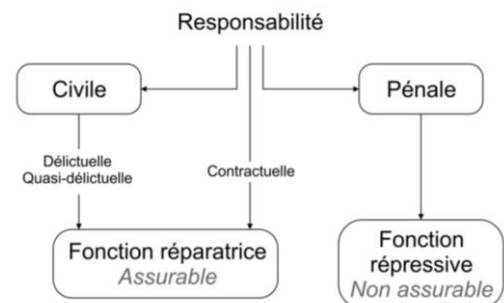 Responsabilité
Civile
Pénale
Délictuelle
Quasi-délictuelle
Contractuelle
Fonction réparatrice
Assurable
Fonction
répressive
Non assurable